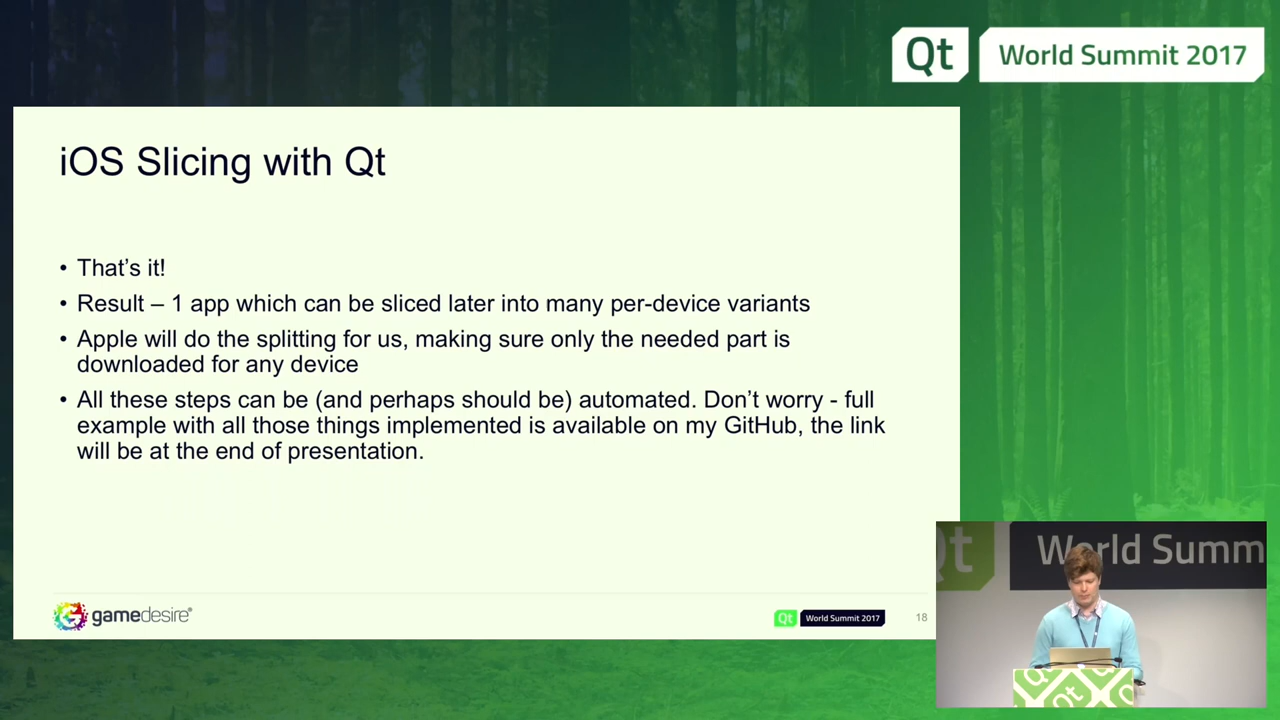 Qt World Summit 2017
iOS Slicing with Qt
• That’s it!
• Result – 1 app which can be sliced later into many per-device variants
• Apple will do the splitting for us, making sure only the needed part is
downloaded for any device
• All these steps can be (and perhaps should be) automated. Don’t worry - full
example with all those things implemented is available on my GitHub, the link
will be at the end of presentation.
gamedesire®
Qt World Summit 2017
18
Qt World Summ
Qt